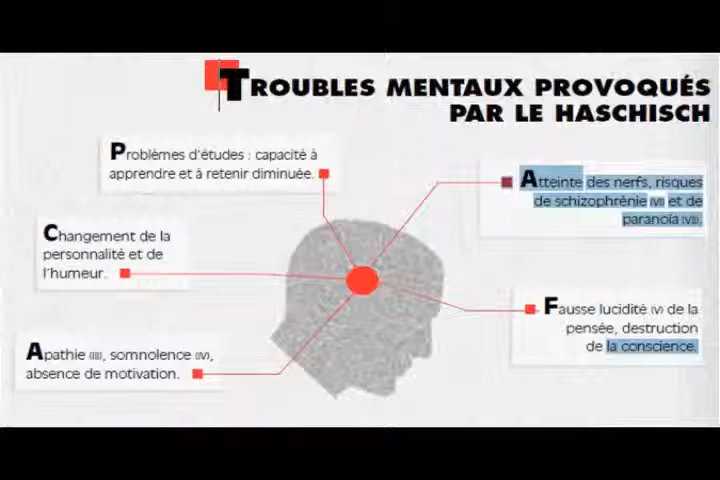 TROUBLES MENTAUX PROVOQUÉS
PAR LE HASCHISCH
Problèmes d'études : capacité à
apprendre et à retenir diminuée.
Atteinte des nerfs, risques
de schizophrénie (VI) et de
paranoïa (VII).
Changement de la
personnalité et de
l'humeur.
Fausse lucidité (V) de la
pensée, destruction
de la conscience.
Apathie (III), somnolence (IV),
absence de motivation.